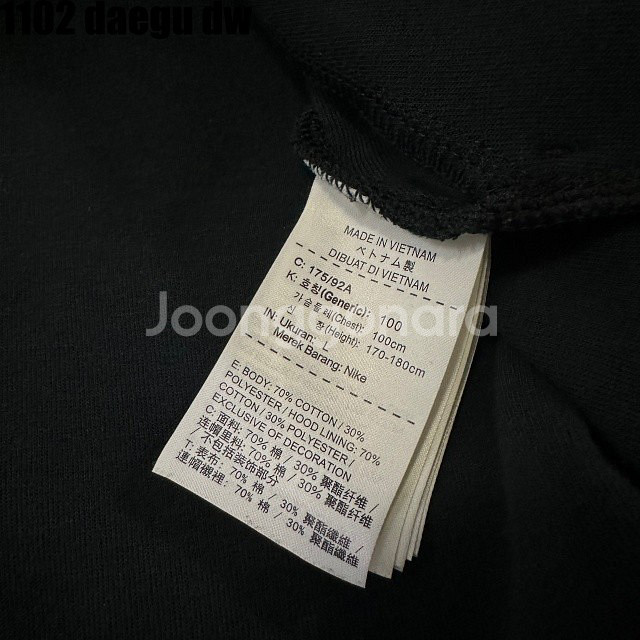 1102 daegu dw
MADE IN VIETNAM
ベトナム製
DIBUAT DI VIETNAM
C: 175/92A
K: 호칭(Generic): 100
가슴둘레(Chest): 100cm
신 장(Height): 170-180cm
IN: Ukuran:
Merek Barang: Nike
Joonggonara
E: BODY: 70% COTTON / 30%
POLYESTER / HOOD LINING: 70%
COTTON / 30% POLYESTER /
EXCLUSIVE OF DECORATION
C: 面料: 70% 棉 / 30% 聚酯纤维 /
连帽里料: 70% 棉 / 30% 聚酯纤维 /
不包括装饰部分
T: 表布: 70% 棉 / 30% 聚酯纖維 /
連帽襯裡: 70% 棉 / 30% 聚酯纖維